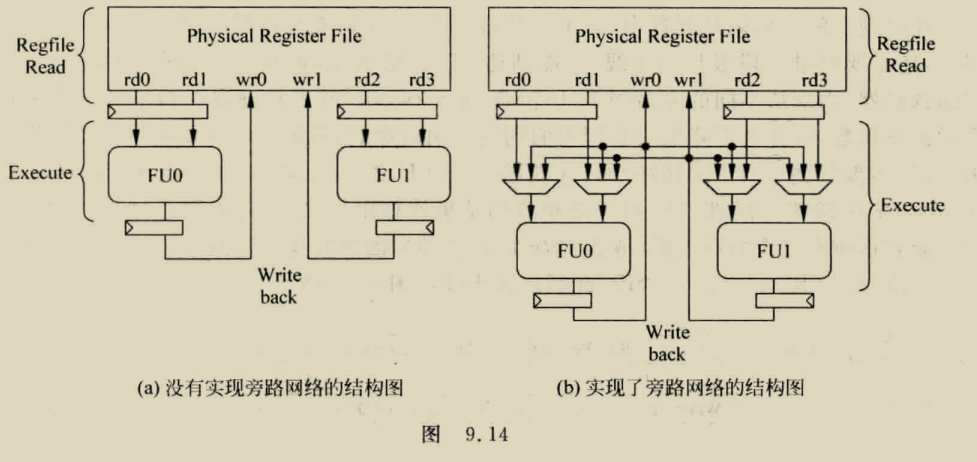 Physical Register File
Regfile
Read
rd0 rd1 wr0 wr1 rd2 rd3
Execute
FU0
FU1
Write
back
(a) 没有实现旁路网络的结构图
Physical Register File
Regfile
Read
rd0 rd1 wr0 wr1 rd2 rd3
Execute
FU0
FU1
Write
back
(b) 实现了旁路网络的结构图
图 9.14